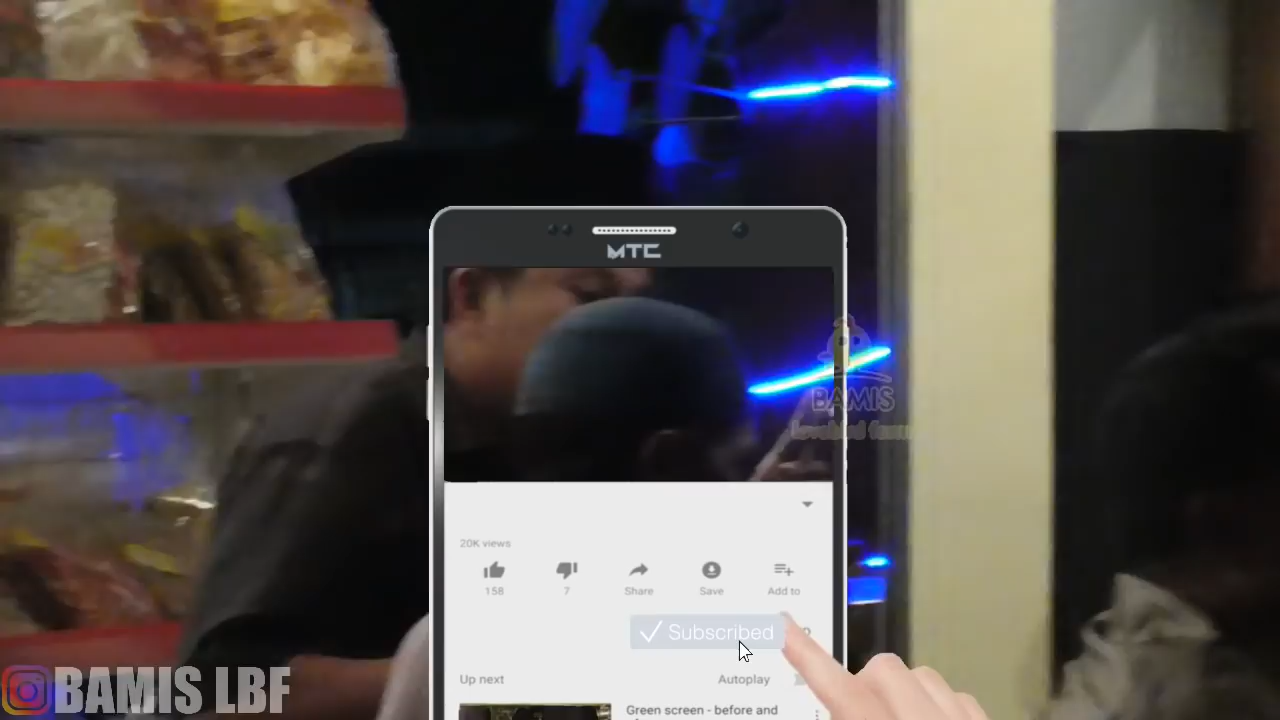 MTC
BAMIS
20K views
158
7
Share
Save
Add to
Subscribed
Up next
Autoplay
Green screen - before and
BAMIS LBF